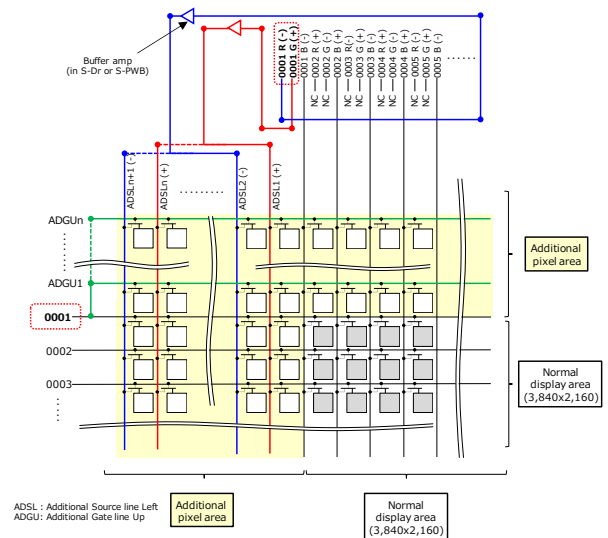 Buffer amp
(in S-Dr or S-PWB)
0001 R (-)
0001 G (+)
0001 B (-)
NC 0002 R (+)
NC 0002 G (-)
0002 B (+)
NC 0003 R(-)
NC 0003 G (+)
0003 B (-)
NC 0004 R (+)
NC 0004 G (-)
0004 B (+)
NC 0005 R (-)
NC 0005 G (+)
0005 B (-)
........
ADSLn+1 (-)
ADSLn (+)
........
ADSL2 (-)
ADSL1 (+)
ADGUn
ADGU1
0001
0002
0003
Additional
pixel area
Normal
display area
(3,840x2,160)
ADSL : Additional Source line Left
ADGU: Additional Gate line Up
Additional
pixel area
Normal
display area
(3,840x2,160)